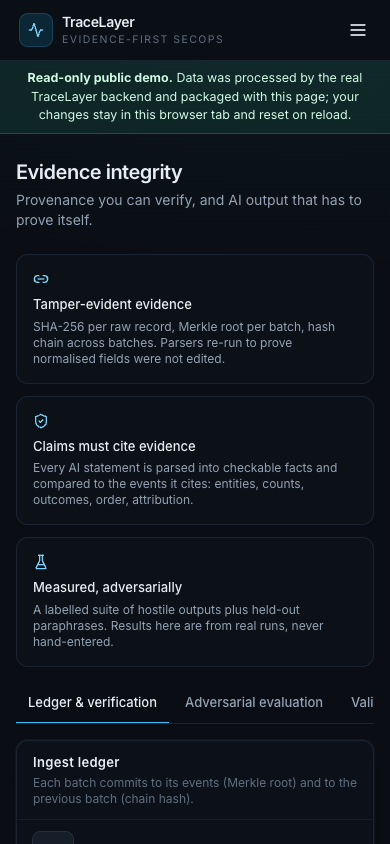 TraceLayer
EVIDENCE-FIRST SECOPS
Read-only public demo. Data was processed by the real
TraceLayer backend and packaged with this page; your
changes stay in this browser tab and reset on reload.
Evidence integrity
Provenance you can verify, and AI output that has to
prove itself.
Tamper-evident evidence
SHA-256 per raw record, Merkle root per batch, hash
chain across batches. Parsers re-run to prove
normalised fields were not edited.
Claims must cite evidence
Every AI statement is parsed into checkable facts and
compared to the events it cites: entities, counts,
outcomes, order, attribution.
Measured, adversarially
A labelled suite of hostile outputs plus held-out
paraphrases. Results here are from real runs, never
hand-entered.
Ledger & verification Adversarial evaluation Vali
Ingest ledger
Each batch commits to its events (Merkle root) and to the
previous batch (chain hash).